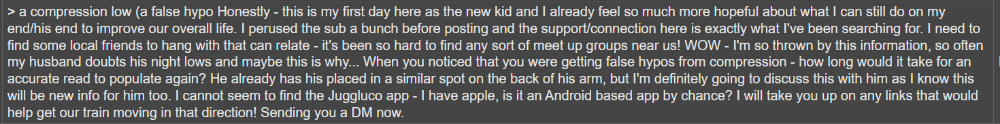 > a compression low (a false hypo Honestly - this is my first day here as the new kid and I already feel so much more hopeful about what I can still do on my
end/his end to improve our overall life. I perused the sub a bunch before posting and the support/connection here is exactly what I've been searching for. I need to
find some local friends to hang with that can relate - it's been so hard to find any sort of meet up groups near us! WOW - I'm so thrown by this information, so often
my husband doubts his night lows and maybe this is why... When you noticed that you were getting false hypos from compression - how long would it take for an
accurate read to populate again? He already has his placed in a similar spot on the back of his arm, but I'm definitely going to discuss this with him as I know this
will be new info for him too. I cannot seem to find the Juggluco app - I have apple, is it an Android based app by chance? I will take you up on any links that would
help get our train moving in that direction! Sending you a DM now.